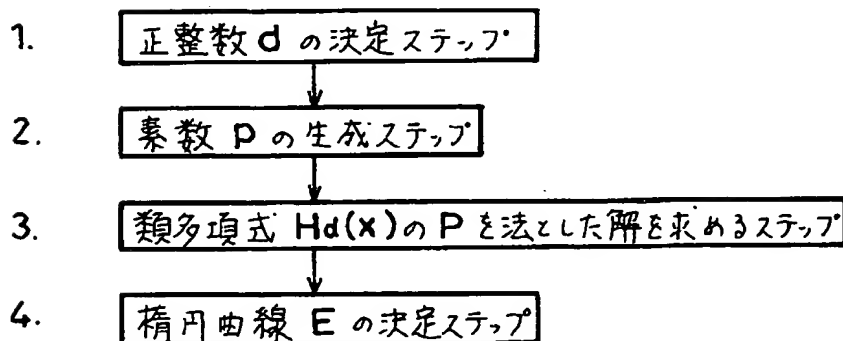 1. 正整数 d の決定ステップ
2. 素数 P の生成ステップ
3. 類多項式 Hd(x)の P を法とした解を求めるステップ
4. 楕円曲線 E の決定ステップ